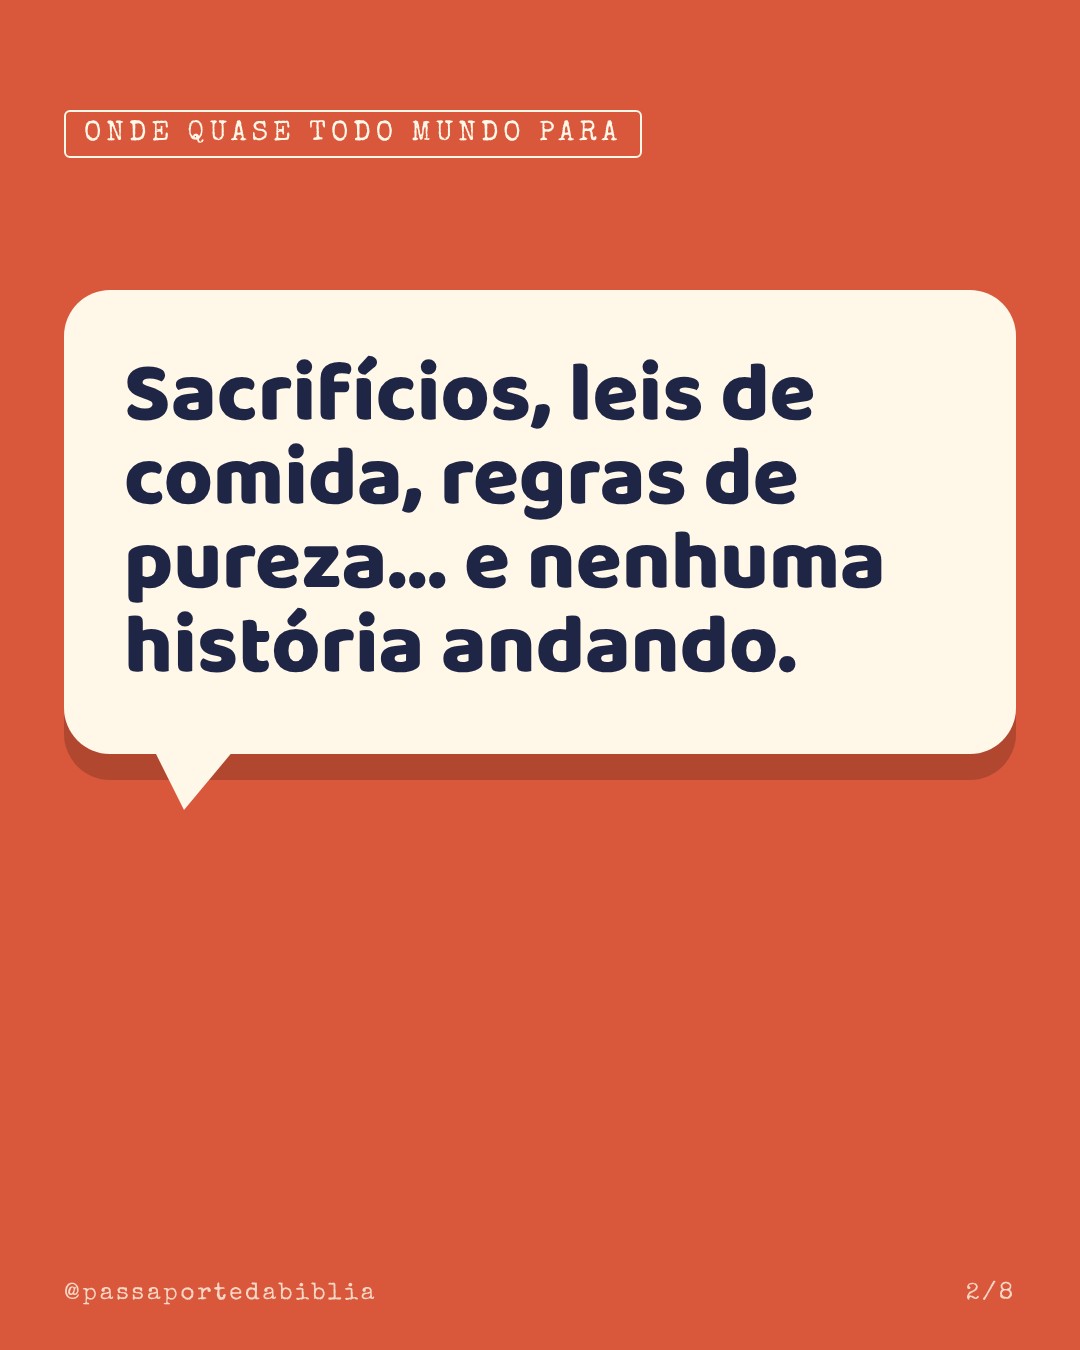 ONDE QUASE TODO MUNDO PARA
Sacrifícios, leis de
comida, regras de
pureza... e nenhuma
história andando.
@passaportedabiblia
2/8